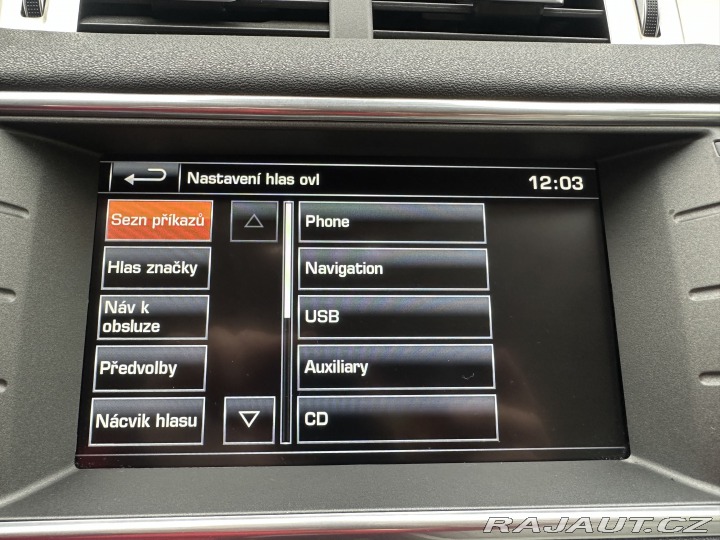 Nastavení hlas ovl
12:03
Sezn příkazů
Hlas značky
Náv k
obsluze
Předvolby
Nácvik hlasu
Phone
Navigation
USB
Auxiliary
CD
RAJAUT.CZ